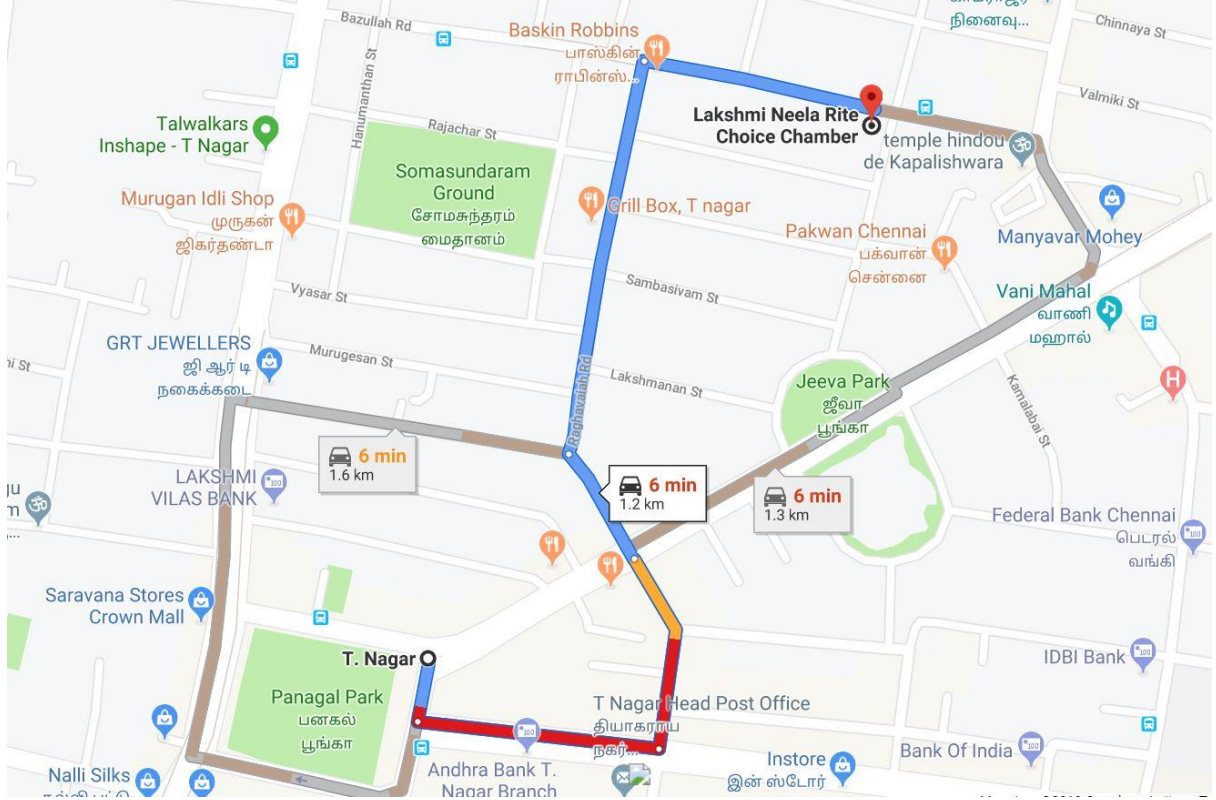 நினைவு...
Chinnaya St
Bazullah Rd
Baskin Robbins
பாஸ்கின்
ராபின்ஸ்...
Hanumanthan St
Valmiki St
Lakshmi Neela Rite
Choice Chamber
Talwalkars
Inshape - T Nagar
Rajachar St
temple hindou
de Kapalishwara
Somasundaram
Ground
சோமசுந்தரம்
மைதானம்
Murugan Idli Shop
முருகன்
ஜிகர்தண்டா
Grill Box, T nagar
Manyavar Mohey
Pakwan Chennai
பக்வான்
சென்னை
Vyasar St
Sambasivam St
Vani Mahal
வாணி
மஹால்
GRT JEWELLERS
ஜி ஆர் டி
நகைக்கடை
Murugesan St
ni St
Raghavaiah Rd
Lakshmanan St
Jeeva Park
ஜீவா
பூங்கா
H
Kamalabai St
6 min
1.6 km
LAKSHMI
VILAS BANK
6 min
1.2 km
6 min
1.3 km
Federal Bank Chennai
பெடரல்
வங்கி
Saravana Stores
Crown Mall
T. Nagar
IDBI Bank
Panagal Park
பனகல்
பூங்கா
T Nagar Head Post Office
தியாகராய
நகர்...
Andhra Bank T.
Nagar Branch
Instore
இன் ஸ்டோர்
Bank Of India
Nalli Silks